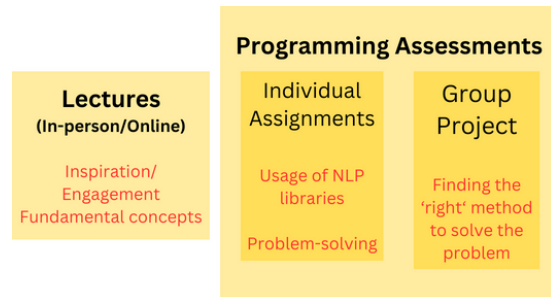 Lectures
(In-person/Online)
Inspiration/
Engagement
Fundamental concepts
Programming Assessments
Individual
Assignments
Usage of NLP
libraries
Problem-solving
Group
Project
Finding the
‘right‘ method
to solve the
problem